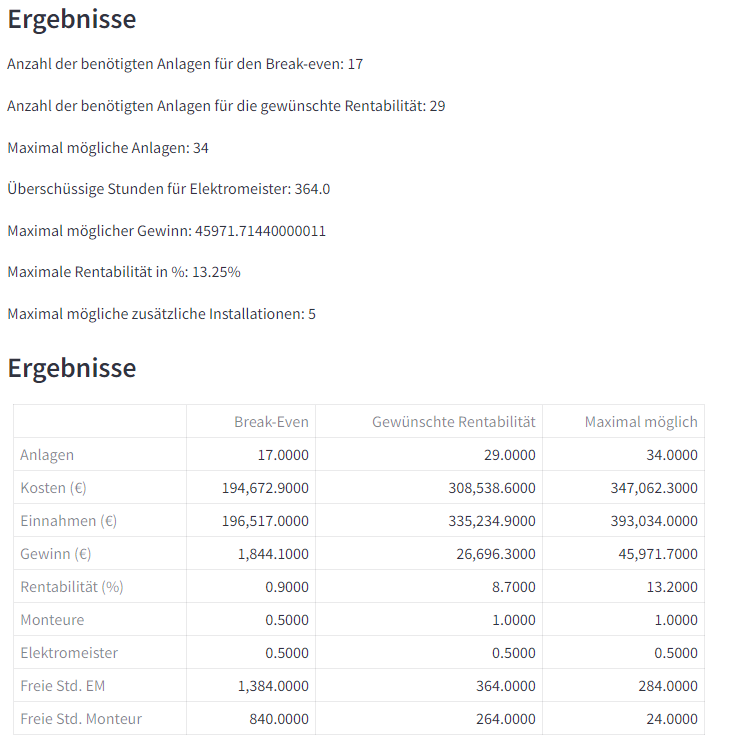 Ergebnisse
Anzahl der benötigten Anlagen für den Break-even: 17
Anzahl der benötigten Anlagen für die gewünschte Rentabilität: 29
Maximal mögliche Anlagen: 34
Überschüssige Stunden für Elektromeister: 364.0
Maximal möglicher Gewinn: 45971.71440000011
Maximale Rentabilität in %: 13.25%
Maximal mögliche zusätzliche Installationen: 5
Ergebnisse
Break-Even Gewünschte Rentabilität Maximal möglich
Anlagen 17.0000 29.0000 34.0000
Kosten (€) 194,672.9000 308,538.6000 347,062.3000
Einnahmen (€) 196,517.0000 335,234.9000 393,034.0000
Gewinn (€) 1,844.1000 26,696.3000 45,971.7000
Rentabilität (%) 0.9000 8.7000 13.2000
Monteure 0.5000 1.0000 1.0000
Elektromeister 0.5000 0.5000 0.5000
Freie Std. EM 1,384.0000 364.0000 284.0000
Freie Std. Monteur 840.0000 264.0000 24.0000